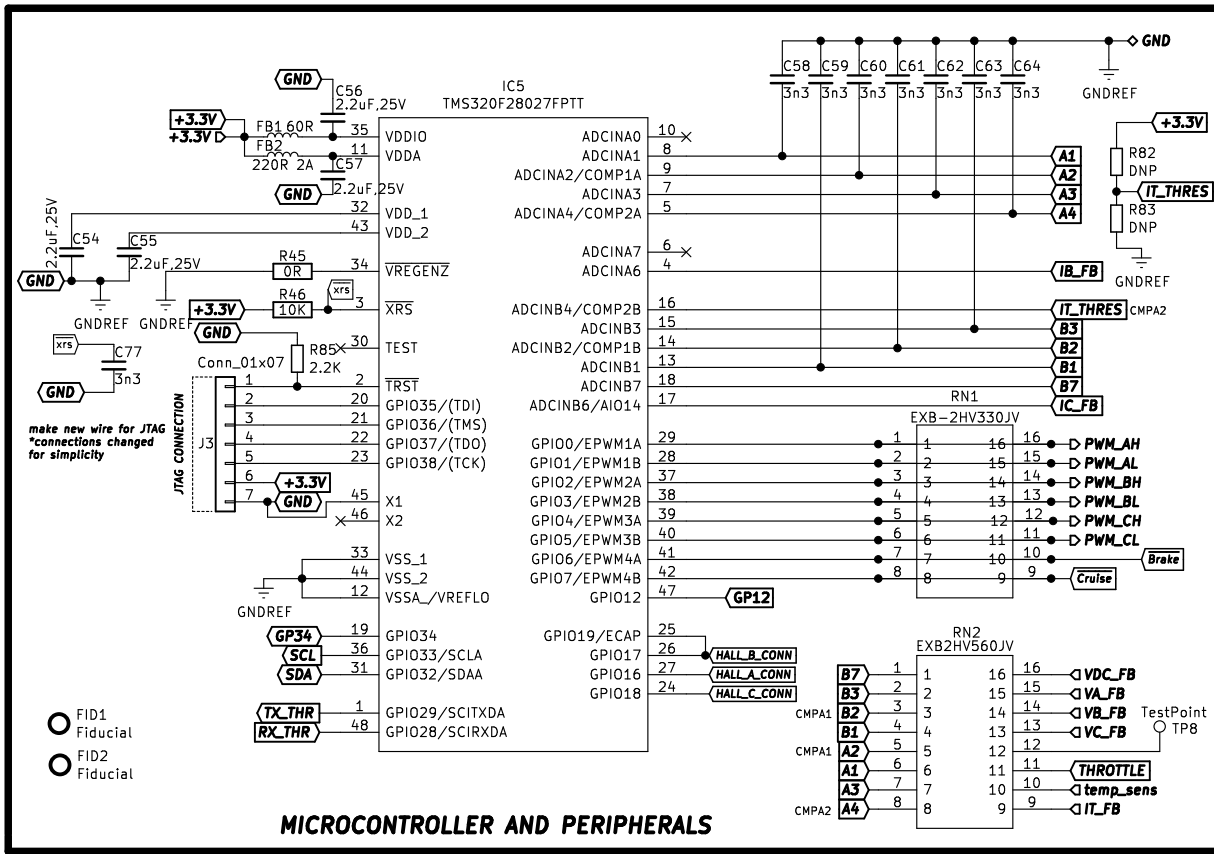 GND
C56
2.2uF,25V
+3.3V
+3.3V
FB1 60R
FB2
220R 2A
C57
2.2uF,25V
GND
2.2uF,25V
C54
C55
2.2uF,25V
GND
GNDREF
GNDREF
R45
0R
R46
10K
+3.3V
xrs
GND
R85
2.2K
xrs
C77
3n3
GND
Conn_01x07
make new wire for JTAG
*connections changed
for simplicity
JTAG CONNECTION
J3
1
2
3
4
5
6
7
+3.3V
GND
GNDREF
GP34
SCL
SDA
TX_THR
RX_THR
FID1
Fiducial
FID2
Fiducial
IC5
TMS320F28027FPTT
35 VDDIO
11 VDDA
32 VDD_1
43 VDD_2
34 VREGENZ
3 XRS
30 TEST
2 TRST
20 GPIO35/(TDI)
21 GPIO36/(TMS)
22 GPIO37/(TDO)
23 GPIO38/(TCK)
45 X1
46 X2
33 VSS_1
44 VSS_2
12 VSSA_/VREFLO
19 GPIO34
36 GPIO33/SCLA
31 GPIO32/SDAA
1 GPIO29/SCITXDA
48 GPIO28/SCIRXDA
ADCINA0 10
ADCINA1 8
ADCINA2/COMP1A 9
ADCINA3 7
ADCINA4/COMP2A 5
ADCINA7 6
ADCINA6 4
ADCINB4/COMP2B 16
ADCINB3 15
ADCINB2/COMP1B 14
ADCINB1 13
ADCINB7 18
ADCINB6/AIO14 17
GPIO0/EPWM1A 29
GPIO1/EPWM1B 28
GPIO2/EPWM2A 37
GPIO3/EPWM2B 38
GPIO4/EPWM3A 39
GPIO5/EPWM3B 40
GPIO6/EPWM4A 41
GPIO7/EPWM4B 42
GPIO12 47
GPIO19/ECAP 25
GPIO17 26
GPIO16 27
GPIO18 24
GP12
HALL_B_CONN
HALL_A_CONN
HALL_C_CONN
C58 C59 C60 C61 C62 C63 C64
3n3 3n3 3n3 3n3 3n3 3n3 3n3
GND
GNDREF
+3.3V
R82
DNP
IT_THRES
R83
DNP
GNDREF
A1
A2
A3
A4
IB_FB
IT_THRES CMPA2
B3
B2
B1
B7
IC_FB
RN1
EXB-2HV330JV
1 1 16 16 PWM_AH
2 2 15 15 PWM_AL
3 3 14 14 PWM_BH
4 4 13 13 PWM_BL
5 5 12 12 PWM_CH
6 6 11 11 PWM_CL
7 7 10 10 Brake
8 8 9 9 Cruise
RN2
EXB2HV560JV
B7 1 1 16 16 VDC_FB
B3 2 2 15 15 VA_FB
CMPA1 B2 3 3 14 14 VB_FB
B1 4 4 13 13 VC_FB
CMPA1 A2 5 5 12 12
A1 6 6 11 11 THROTTLE
A3 7 7 10 10 temp_sens
CMPA2 A4 8 8 9 9 IT_FB
TestPoint
TP8
MICROCONTROLLER AND PERIPHERALS